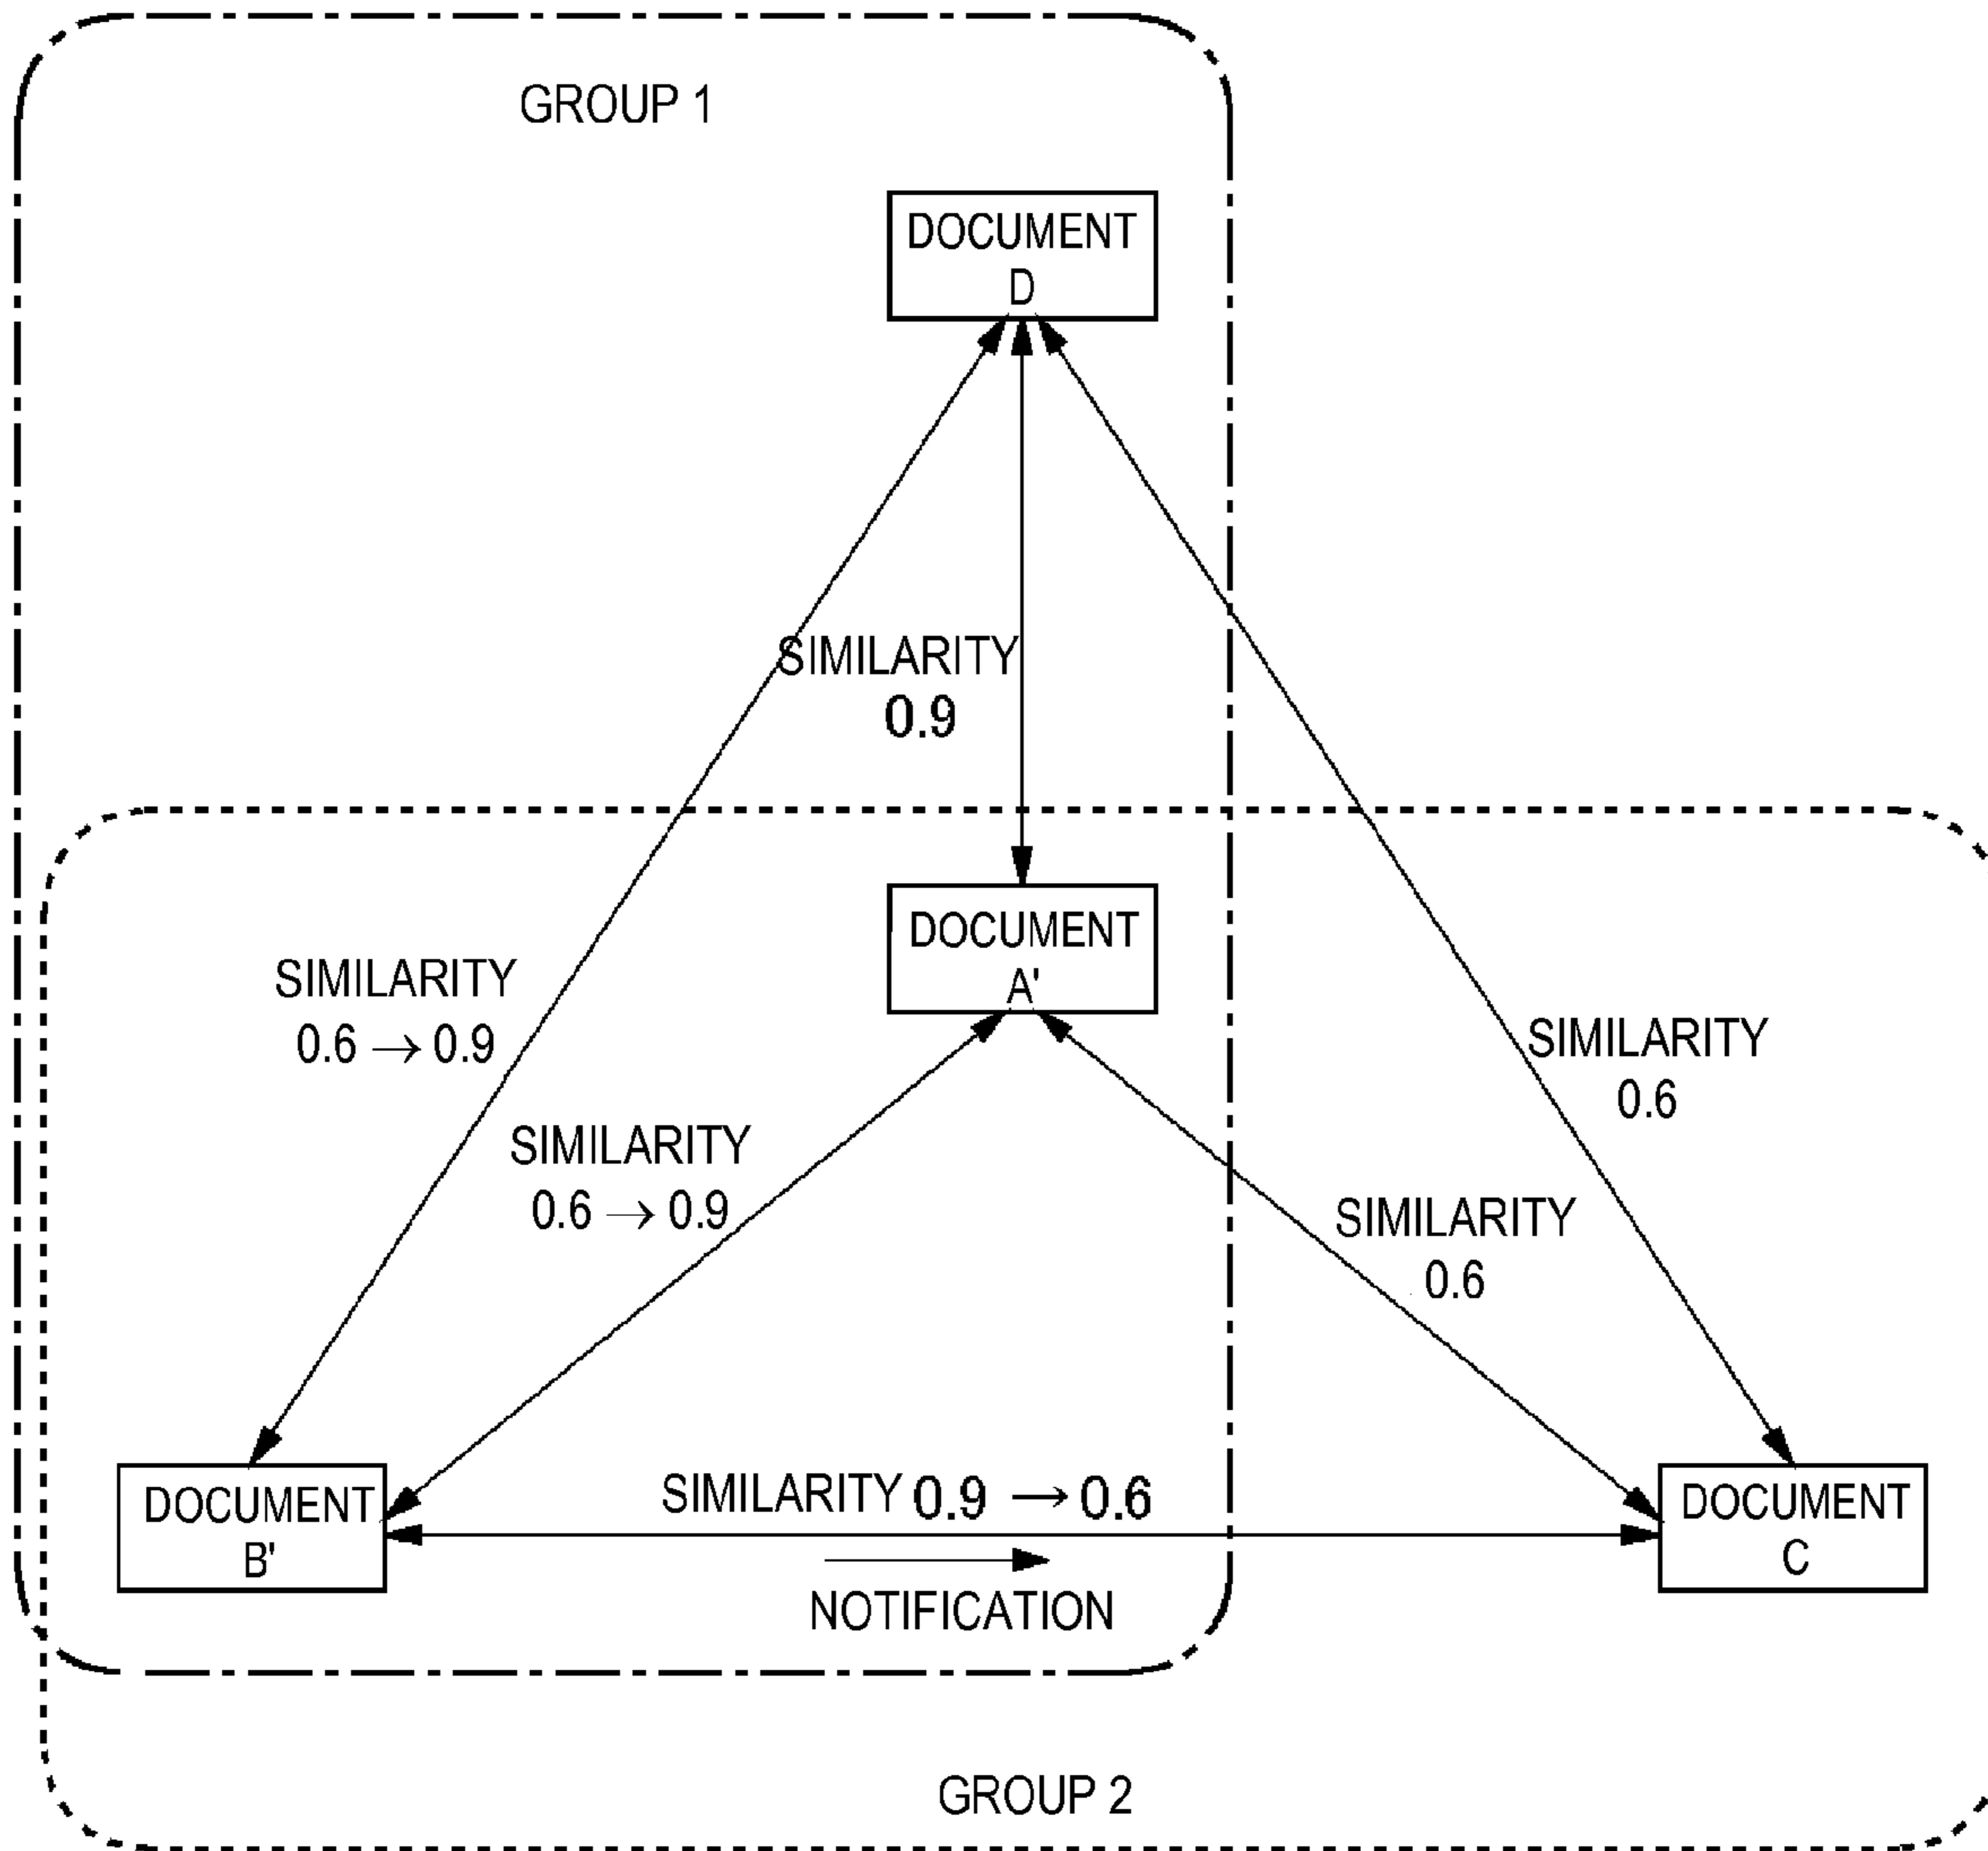 GROUP 1
DOCUMENT
D
SIMILARITY
0.9
DOCUMENT
A'
SIMILARITY
0.6 → 0.9
SIMILARITY
0.6
SIMILARITY
0.6 → 0.9
SIMILARITY
0.6
DOCUMENT
B'
SIMILARITY 0.9 → 0.6
NOTIFICATION
DOCUMENT
C
GROUP 2